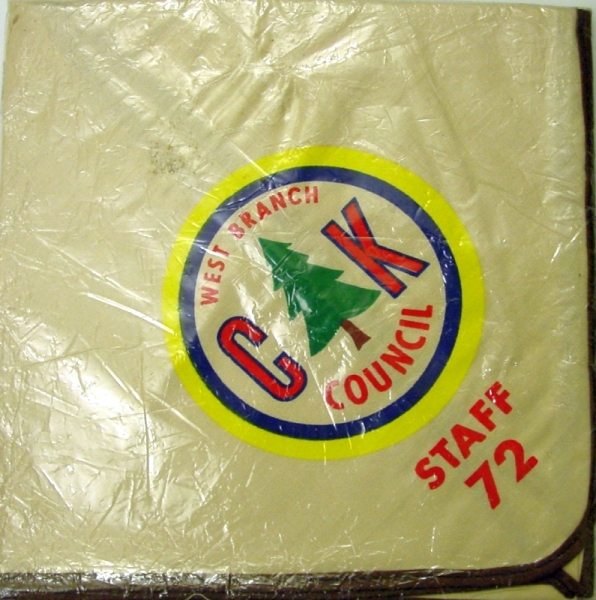 WEST BRANCH
C K
COUNCIL
STAFF
72